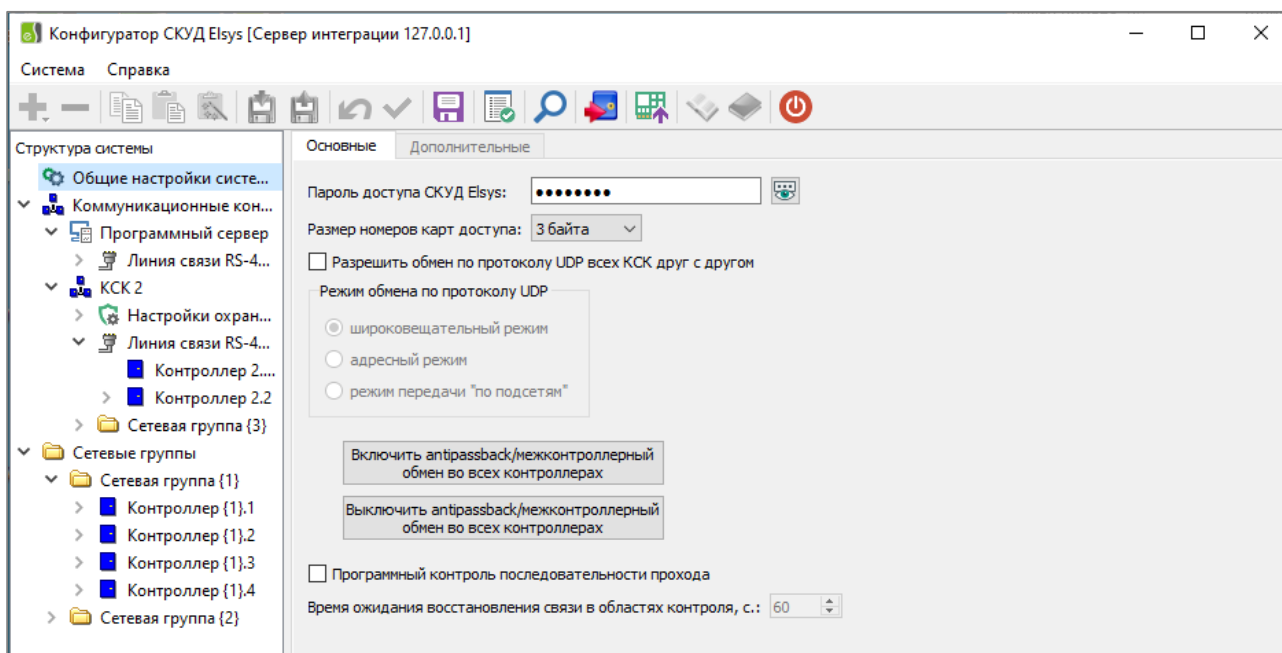 Конфигуратор СКУД Elsys [Сервер интеграции 127.0.0.1]
Система Справка
Структура системы
Общие настройки систе...
Коммуникационные кон...
Программный сервер
Линия связи RS-4...
КСК 2
Настройки охран...
Линия связи RS-4...
Контроллер 2....
Контроллер 2.2
Сетевая группа {3}
Сетевые группы
Сетевая группа {1}
Контроллер {1}.1
Контроллер {1}.2
Контроллер {1}.3
Контроллер {1}.4
Сетевая группа {2}
Основные Дополнительные
Пароль доступа СКУД Elsys: ●●●●●●●●
Размер номеров карт доступа: 3 байта
Разрешить обмен по протоколу UDP всех КСК друг с другом
Режим обмена по протоколу UDP
широковещательный режим
адресный режим
режим передачи "по подсетям"
Включить antipassback/межконтроллерный
обмен во всех контроллерах
Выключить antipassback/межконтроллерный
обмен во всех контроллерах
Программный контроль последовательности прохода
Время ожидания восстановления связи в областях контроля, с.: 60